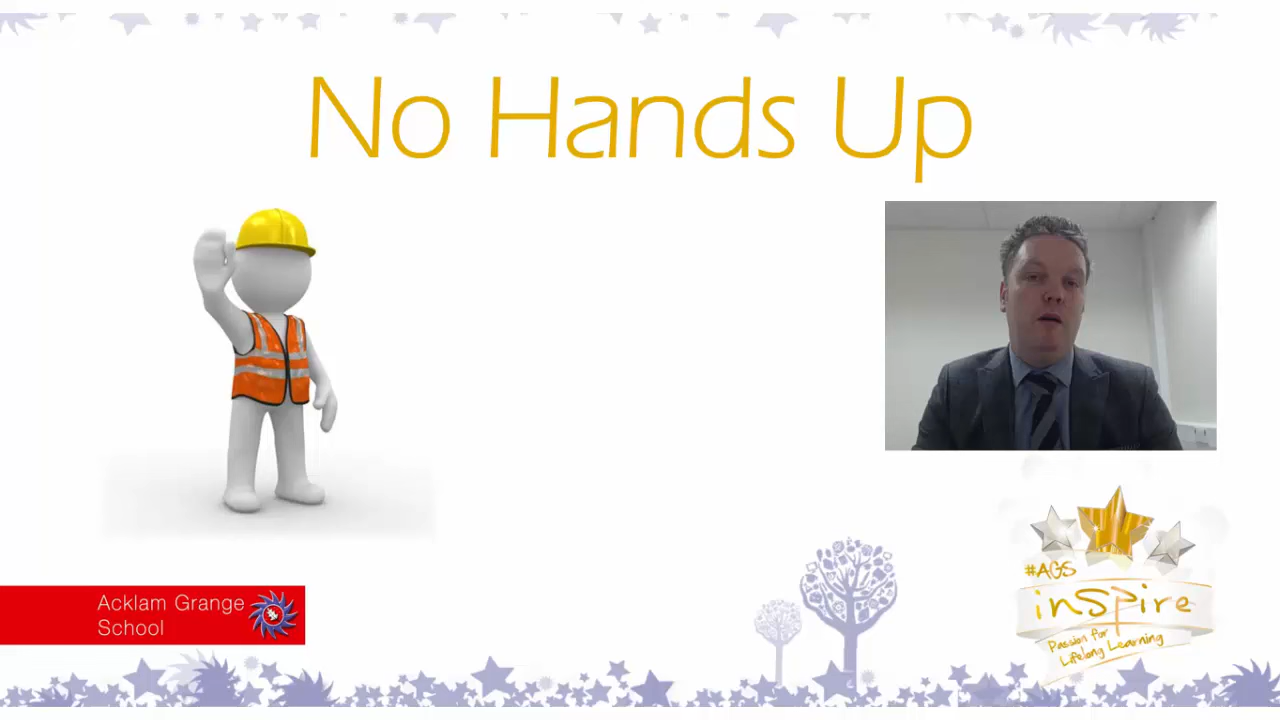 No Hands Up
Acklam Grange
School
#AGS
inspire
Passion for
Lifelong Learning